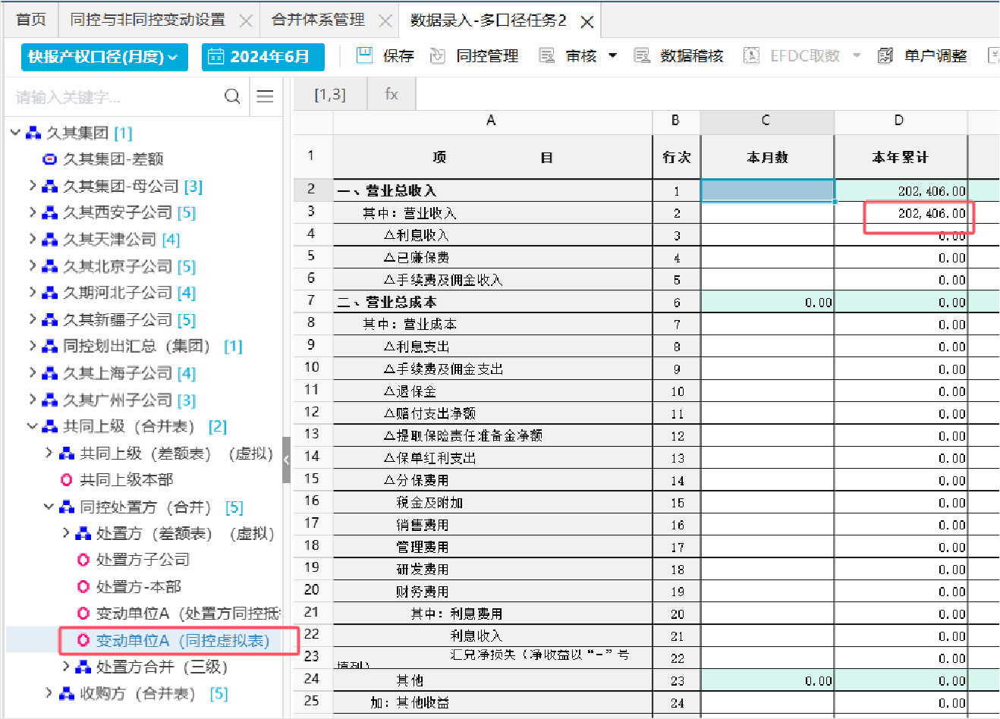 首页 同控与非同控变动设置 合并体系管理 数据录入-多口径任务2
快报产权口径(月度) 2024年6月 保存 同控管理 审核 数据稽核 EFDC取数 单户调整
请输入关键字...
[1,3] fx
久其集团 [1]
久其集团-差额
久其集团-母公司 [3]
久其西安子公司 [5]
久其天津公司 [4]
久其北京子公司 [5]
久期河北子公司 [4]
久其新疆子公司 [5]
同控划出汇总（集团） [1]
久其上海子公司 [4]
久其广州子公司 [3]
共同上级（合并表） [2]
共同上级（差额表）（虚拟）
共同上级本部
同控处置方（合并） [5]
处置方（差额表）（虚拟）
处置方子公司
处置方-本部
变动单位A（处置方同控抵
变动单位A（同控虚拟表）
处置方合并（三级）
收购方（合并表） [5]
A B C D
1 项 目 行次 本月数 本年累计
2 一、营业总收入 1 202,406.00
3 其中：营业收入 2 202,406.00
4 △利息收入 3 0.00
5 △已赚保费 4 0.00
6 △手续费及佣金收入 5 0.00
7 二、营业总成本 6 0.00 0.00
8 其中：营业成本 7 0.00
9 △利息支出 8 0.00
10 △手续费及佣金支出 9 0.00
11 △退保金 10 0.00
12 △赔付支出净额 11 0.00
13 △提取保险责任准备金净额 12 0.00
14 △保单红利支出 13 0.00
15 △分保费用 14 0.00
16 税金及附加 15 0.00
17 销售费用 16 0.00
18 管理费用 17 0.00
19 研发费用 18 0.00
20 财务费用 19 0.00
21 其中：利息费用 20 0.00
22 利息收入 21 0.00
23 汇兑净损失（净收益以“-”号填列） 22 0.00
24 其他 23 0.00 0.00
25 加：其他收益 24 0.00